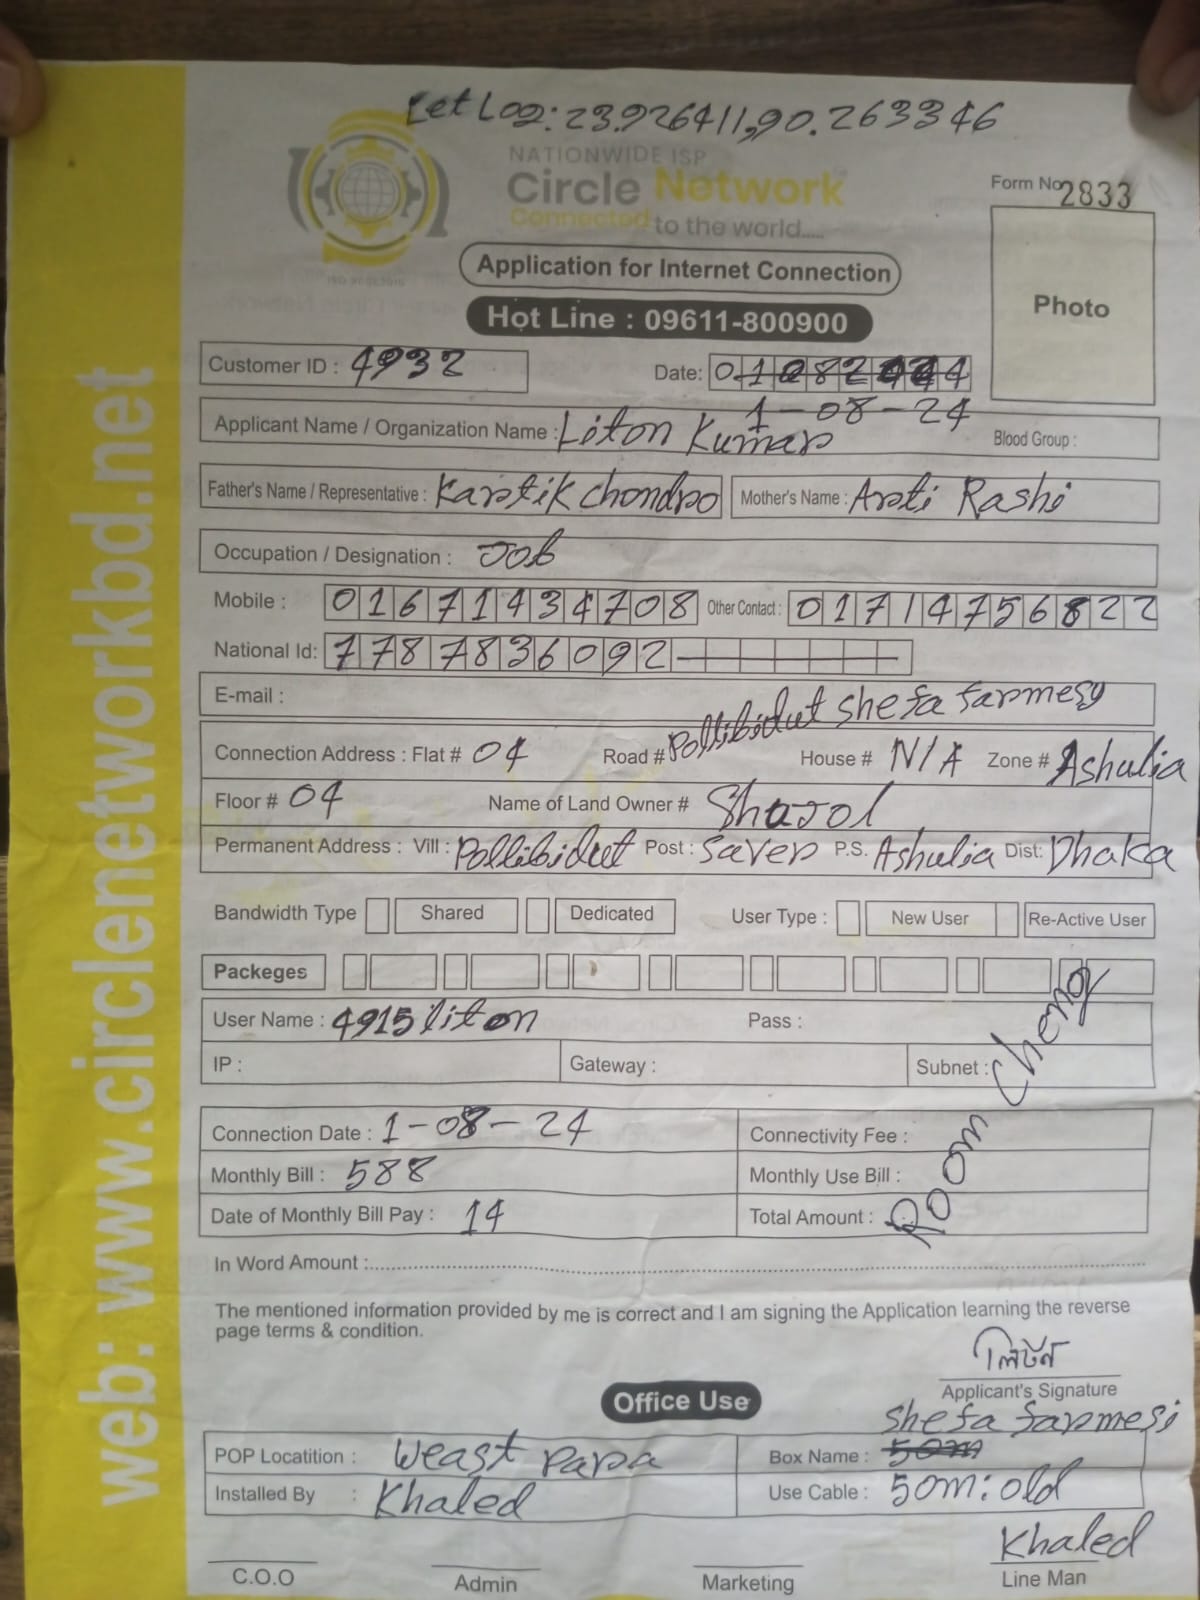 Let Log: 23.926411,90.263346
NATIONWIDE ISP
Circle Network
Connected to the world.....
Form No 2833
ISO 9001:2015
Application for Internet Connection
Photo
Hot Line : 09611-800900
Customer ID : 4932
Date:
1-08-24
Applicant Name / Organization Name : Liton Kumar
Blood Group :
Father's Name / Representative : Kartik Chondro Mother's Name : Arti Rashi
Occupation / Designation : Job
Mobile : 01671434708 Other Contact : 01714756822
National Id: 7787836092
E-mail :
Connection Address : Flat # 04 Road # Pollibidut Shefa farmesy House # N/A Zone # Ashulia
Floor # 04 Name of Land Owner # Shajol
Permanent Address : Vill : Pollibidut Post : Saver P.S. Ashulia Dist: Dhaka
Bandwidth Type Shared Dedicated User Type : New User Re-Active User
Packeges
User Name : 4915liton Pass :
IP : Gateway : Subnet :
Room Cheng
Connection Date : 1-08-24 Connectivity Fee :
Monthly Bill : 588 Monthly Use Bill :
Date of Monthly Bill Pay : 14 Total Amount :
In Word Amount :
The mentioned information provided by me is correct and I am signing the Application learning the reverse
page terms & condition.
লিটন
Applicant's Signature
Office Use
Shefa farmesi
POP Locatition : Weast Para Box Name : 50m
Installed By : Khaled Use Cable : 50m: old
Khaled
C.O.O Admin Marketing Line Man
web: www.circlenetworkbd.net